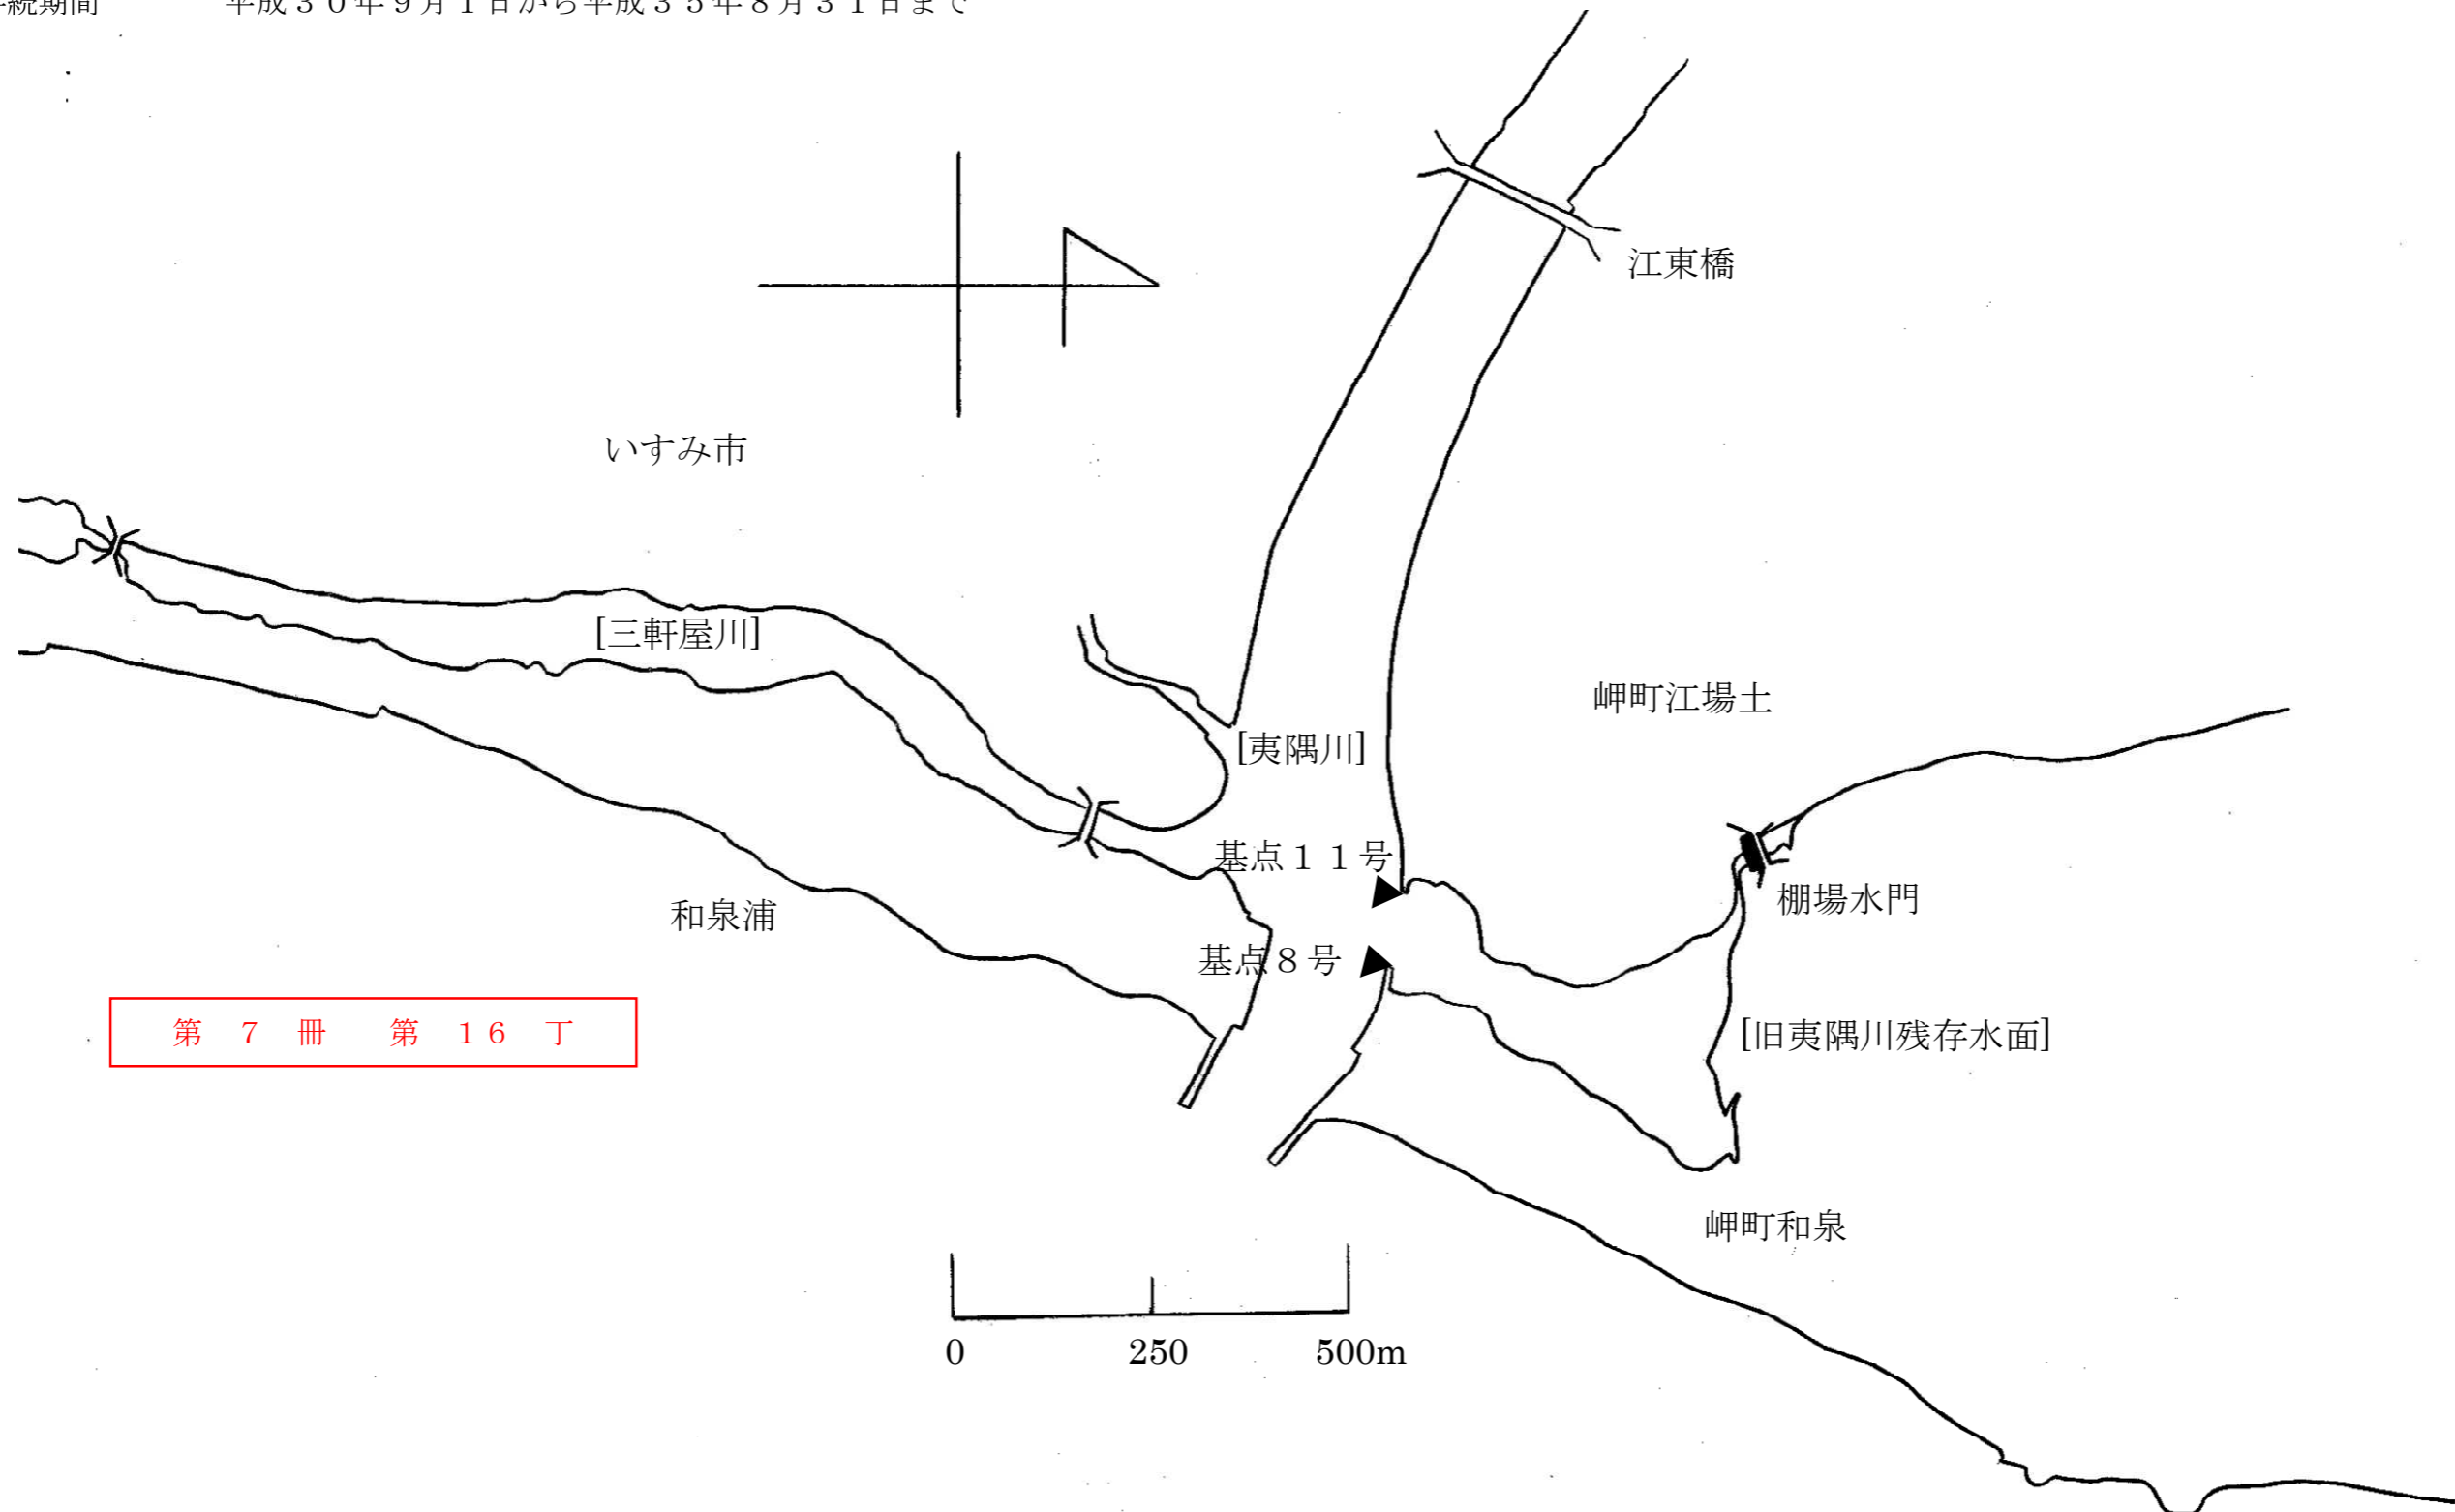 続期間　　　平成３０年９月１日から平成３５年８月３１日まで
江東橋
いすみ市
[三軒屋川]
岬町江場土
[夷隅川]
基点１１号
棚場水門
和泉浦
基点８号
第　７　冊　　第　１６　丁
[旧夷隅川残存水面]
岬町和泉
0　250　500m